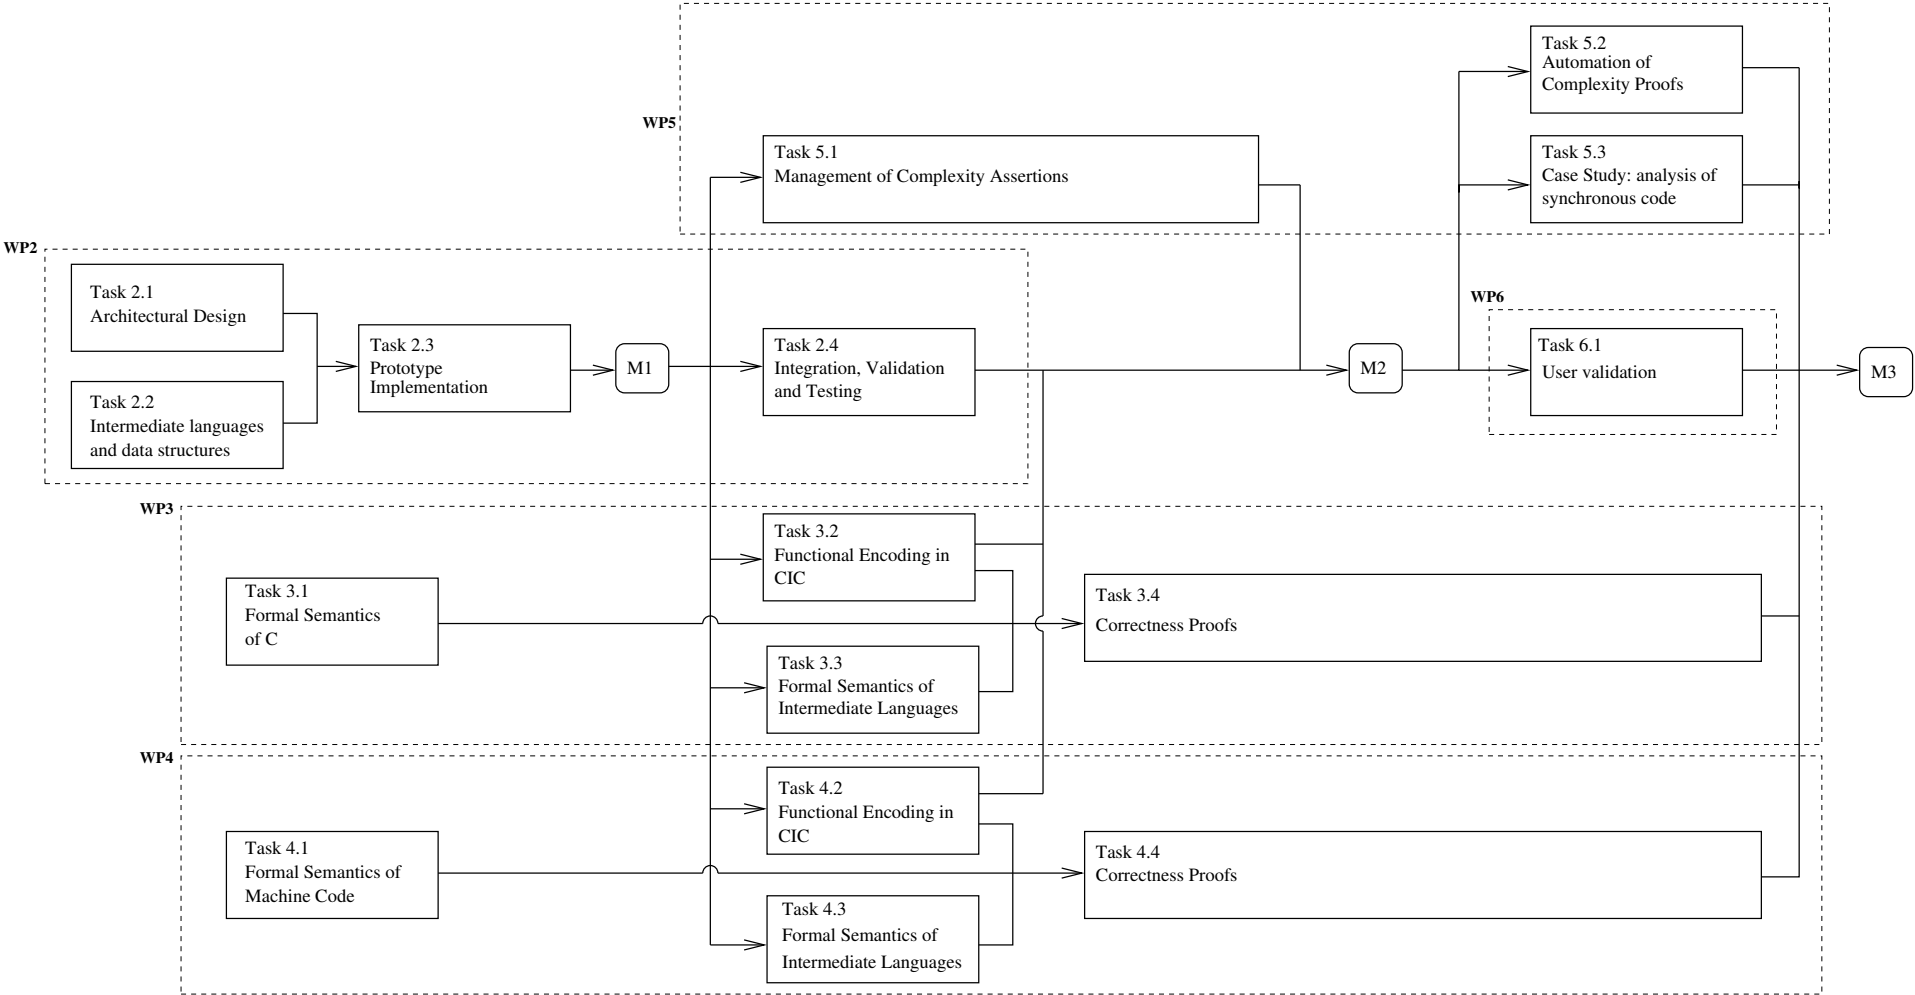 Task 5.2
Automation of
Complexity Proofs
WP5
Task 5.1
Management of Complexity Assertions
Task 5.3
Case Study: analysis of
synchronous code
WP2
Task 2.1
Architectural Design
Task 2.2
Intermediate languages
and data structures
Task 2.3
Prototype
Implementation
M1
Task 2.4
Integration, Validation
and Testing
M2
WP6
Task 6.1
User validation
M3
WP3
Task 3.1
Formal Semantics
of C
Task 3.2
Functional Encoding in
CIC
Task 3.3
Formal Semantics of
Intermediate Languages
Task 3.4
Correctness Proofs
WP4
Task 4.1
Formal Semantics of
Machine Code
Task 4.2
Functional Encoding in
CIC
Task 4.3
Formal Semantics of
Intermediate Languages
Task 4.4
Correctness Proofs